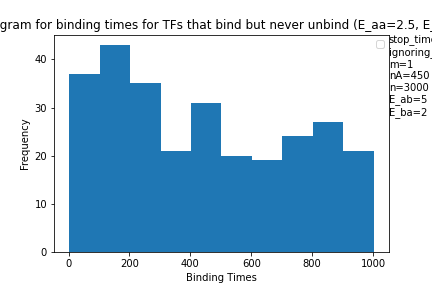 gram for binding times for TFs that bind but never unbind (E_aa=2.5, E_
stop_time
ignoring_
m=1
nA=450
n=3000
E_ab=5
E_ba=2
40
30
20
10
0
Frequency
0 200 400 600 800 1000
Binding Times